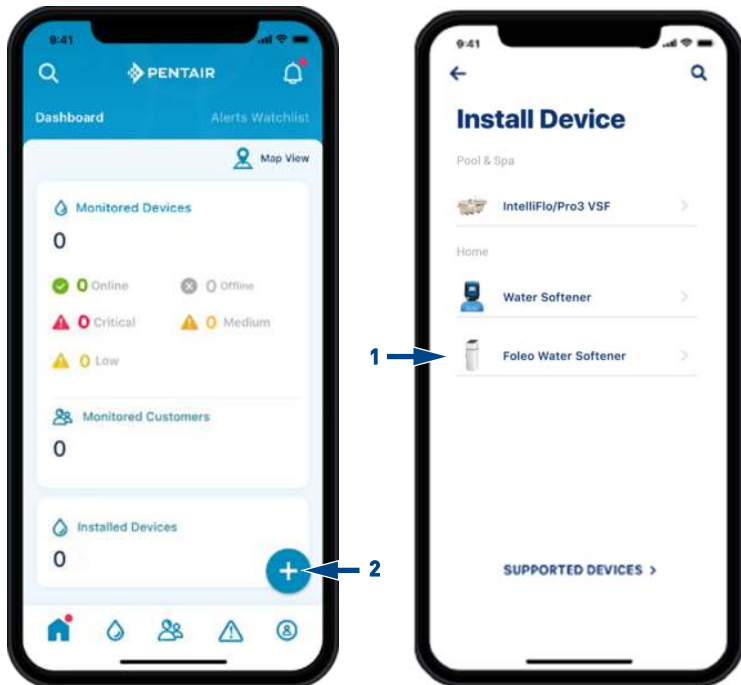 9:41
PENTAIR
Dashboard Alerts Watchlist
Map View
Monitored Devices
0
0 Online 0 Offline
0 Critical 0 Medium
0 Low
Monitored Customers
0
Installed Devices
0
+
2
9:41
Install Device
Pool & Spa
IntelliFlo/Pro3 VSF
Home
Water Softener
1
Foleo Water Softener
SUPPORTED DEVICES >